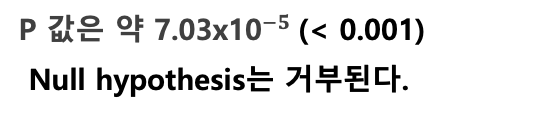 P 값은 약 7.03x10⁻⁵ (< 0.001)
Null hypothesis는 거부된다.